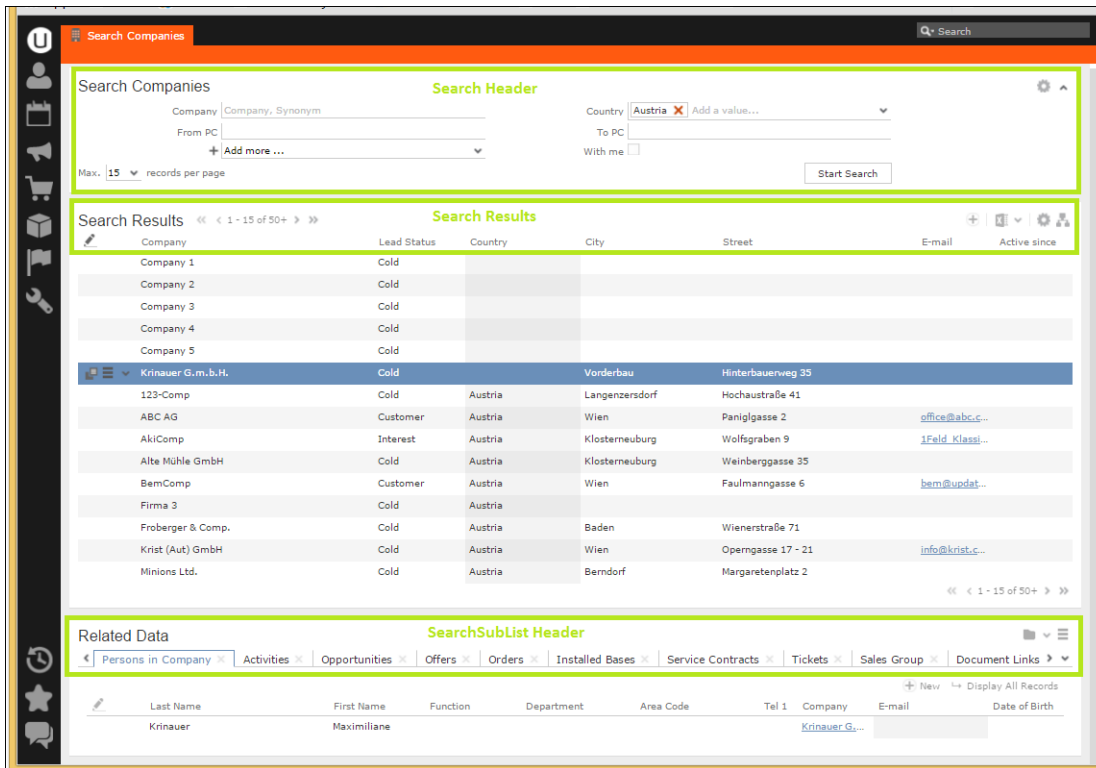 Search Companies
Search
Search Companies
Search Header
Company Company, Synonym
Country Austria Add a value...
From PC
To PC
Add more ...
With me
Max. 15 records per page
Start Search
Search Results 1 - 15 of 50+
Search Results
Company Lead Status Country City Street E-mail Active since
Company 1 Cold
Company 2 Cold
Company 3 Cold
Company 4 Cold
Company 5 Cold
Krinauer G.m.b.H. Cold Vorderbau Hinterbauerweg 35
123-Comp Cold Austria Langenzersdorf Hochaustraße 41
ABC AG Customer Austria Wien Paniglgasse 2 office@abc.c...
AkiComp Interest Austria Klosterneuburg Wolfsgraben 9 1Feld_Klassi...
Alte Mühle GmbH Cold Austria Klosterneuburg Weinberggasse 35
BemComp Customer Austria Wien Faulmanngasse 6 bem@updat...
Firma 3 Cold Austria
Froberger & Comp. Cold Austria Baden Wienerstraße 71
Krist (Aut) GmbH Cold Austria Wien Operngasse 17 - 21 info@krist.c...
Minions Ltd. Cold Austria Berndorf Margaretenplatz 2
1 - 15 of 50+
Related Data
SearchSubList Header
Persons in Company Activities Opportunities Offers Orders Installed Bases Service Contracts Tickets Sales Group Document Links
New Display All Records
Last Name First Name Function Department Area Code Tel 1 Company E-mail Date of Birth
Krinauer Maximiliane Krinauer G....